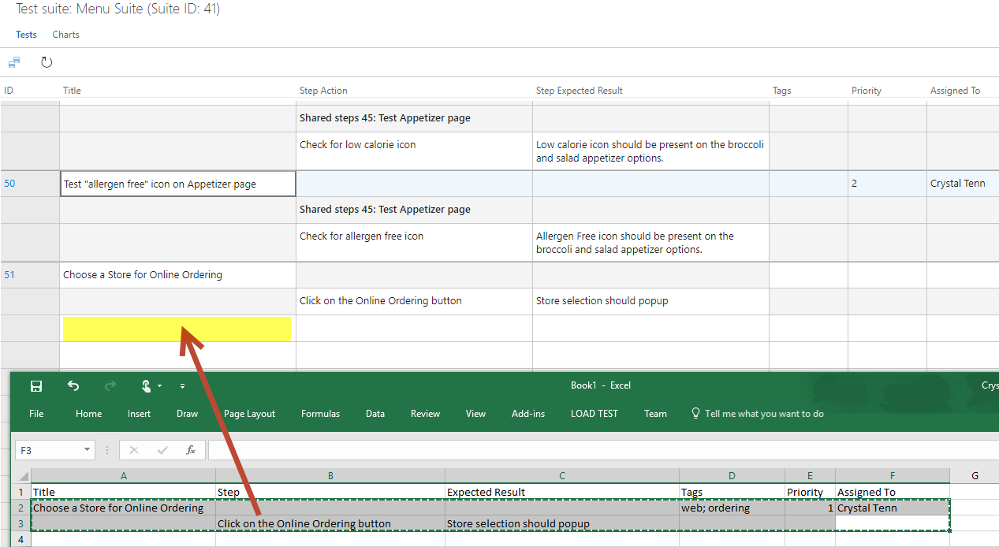 Test suite: Menu Suite (Suite ID: 41)
Tests Charts
ID Title Step Action Step Expected Result Tags Priority Assigned To
Shared steps 45: Test Appetizer page
Check for low calorie icon Low calorie icon should be present on the broccoli
and salad appetizer options.
50 Test "allergen free" icon on Appetizer page 2 Crystal Tenn
Shared steps 45: Test Appetizer page
Check for allergen free icon Allergen Free icon should be present on the
broccoli and salad appetizer options.
51 Choose a Store for Online Ordering
Click on the Online Ordering button Store selection should popup
Book1 - Excel Crys
File Home Insert Draw Page Layout Formulas Data Review View Add-ins LOAD TEST Team Tell me what you want to do
F3 fx
A B C D E F G
1 Title Step Expected Result Tags Priority Assigned To
2 Choose a Store for Online Ordering web; ordering 1 Crystal Tenn
3 Click on the Online Ordering button Store selection should popup
4